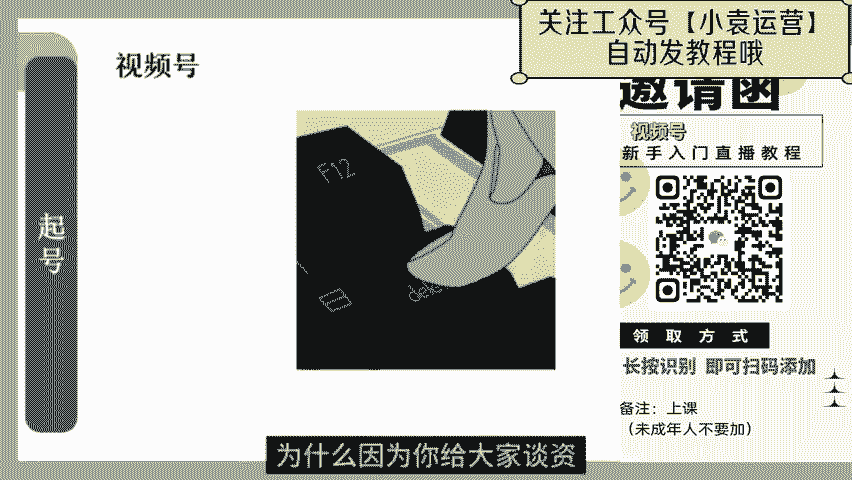 关注工众号【小袁运营】
自动发教程哦
视频号
邀请函
视频号
新手入门直播教程
起号
F12
dele
领取方式
长按识别 即可扫码添加
备注：上课
（未成年人不要加）
为什么因为你给大家谈资